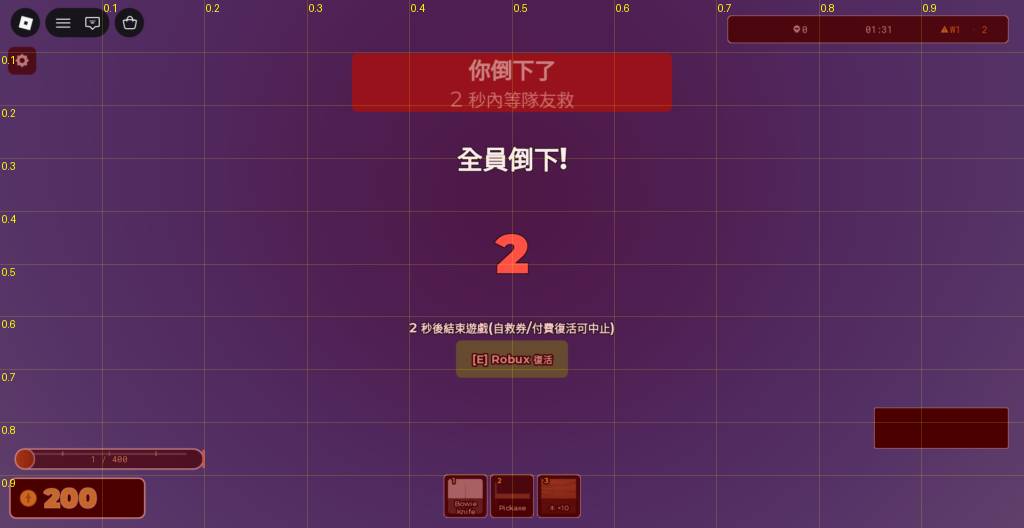 0.1 0.2 0.3 0.4 0.5 0.6 0.7 0.8 0.9
0 01:31 W1 · 2
0.1
你倒下了
2 秒內等隊友救
0.2
全員倒下!
0.3
0.4
2
0.5
0.6
2 秒後結束遊戲(自救券/付費復活可中止)
[E] Robux 復活
0.7
0.8
1 / 400
0.9
200
1
Bowie Knife
2
Pickaxe
3
×10